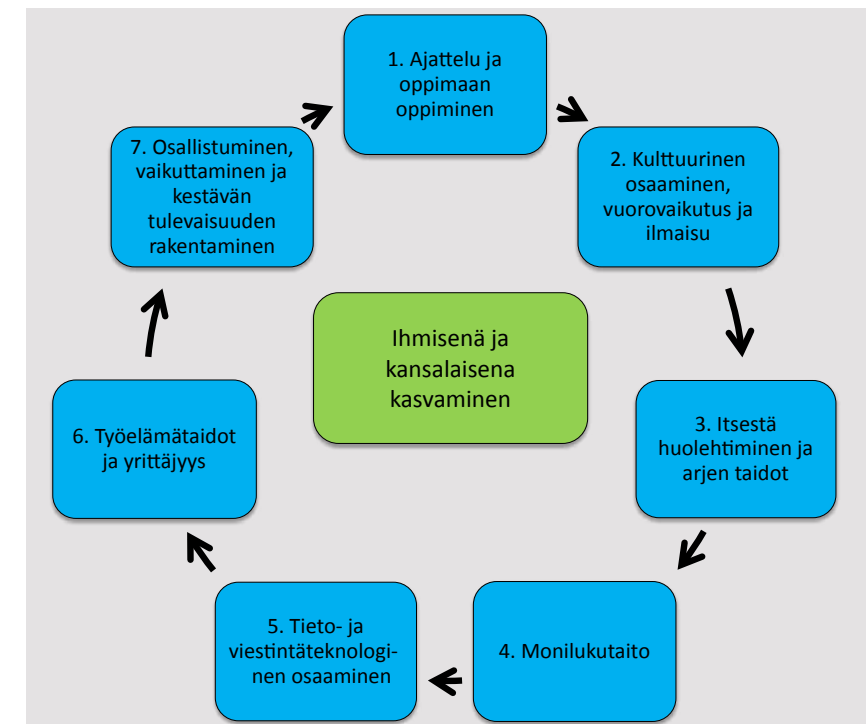 1. Ajattelu ja
oppimaan
oppiminen
2. Kulttuurinen
osaaminen,
vuorovaikutus ja
ilmaisu
3. Itsestä
huolehtiminen ja
arjen taidot
4. Monilukutaito
5. Tieto- ja
viestintäteknologi-
nen osaaminen
6. Työelämätaidot
ja yrittäjyys
7. Osallistuminen,
vaikuttaminen ja
kestävän
tulevaisuuden
rakentaminen
Ihmisenä ja
kansalaisena
kasvaminen